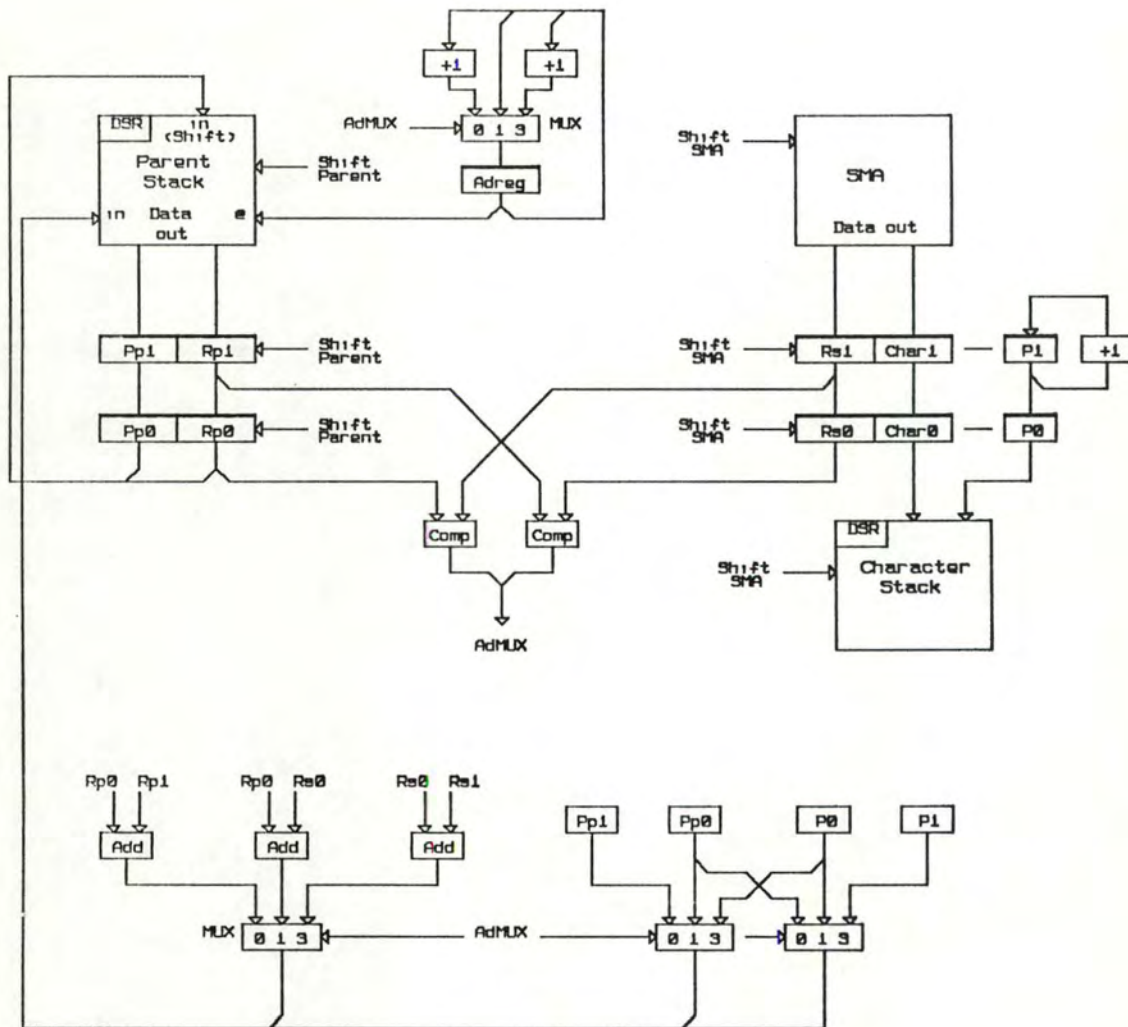 +1 +1
DSR in
(Shift)
AdMUX 0 1 3 MUX
Shift
SMA
Parent
Stack
Shift
Parent
Adreg
SMA
in Data
out
@
Data out
Pp1 Rp1
Shift
Parent
Shift
SMA
Rs1 Char1 P1 +1
Pp0 Rp0
Shift
Parent
Shift
SMA
Rs0 Char0 P0
Comp Comp
DSR
Character
Stack
Shift
SMA
AdMUX
Rp0 Rp1 Rp0 Rs0 Rs0 Rs1
Pp1 Pp0 P0 P1
Add Add Add
MUX 0 1 3 AdMUX 0 1 3 0 1 3